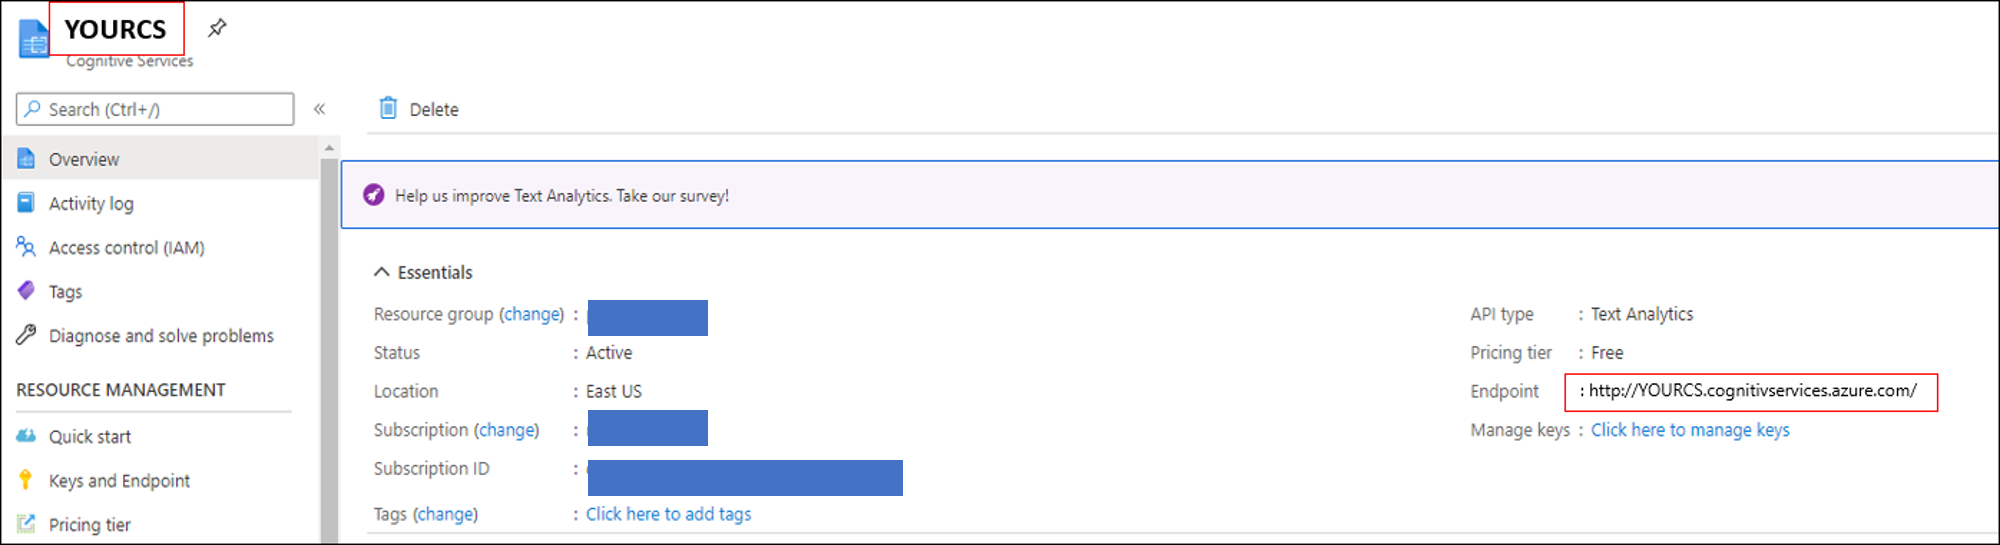 YOURCS
Cognitive Services
Search (Ctrl+/)
«
Delete
Overview
Activity log
Access control (IAM)
Tags
Diagnose and solve problems
RESOURCE MANAGEMENT
Quick start
Keys and Endpoint
Pricing tier
Help us improve Text Analytics. Take our survey!
Essentials
Resource group (change) :
Status : Active
Location : East US
Subscription (change) :
Subscription ID :
Tags (change) : Click here to add tags
API type : Text Analytics
Pricing tier : Free
Endpoint : http://YOURCS.cognitivservices.azure.com/
Manage keys : Click here to manage keys